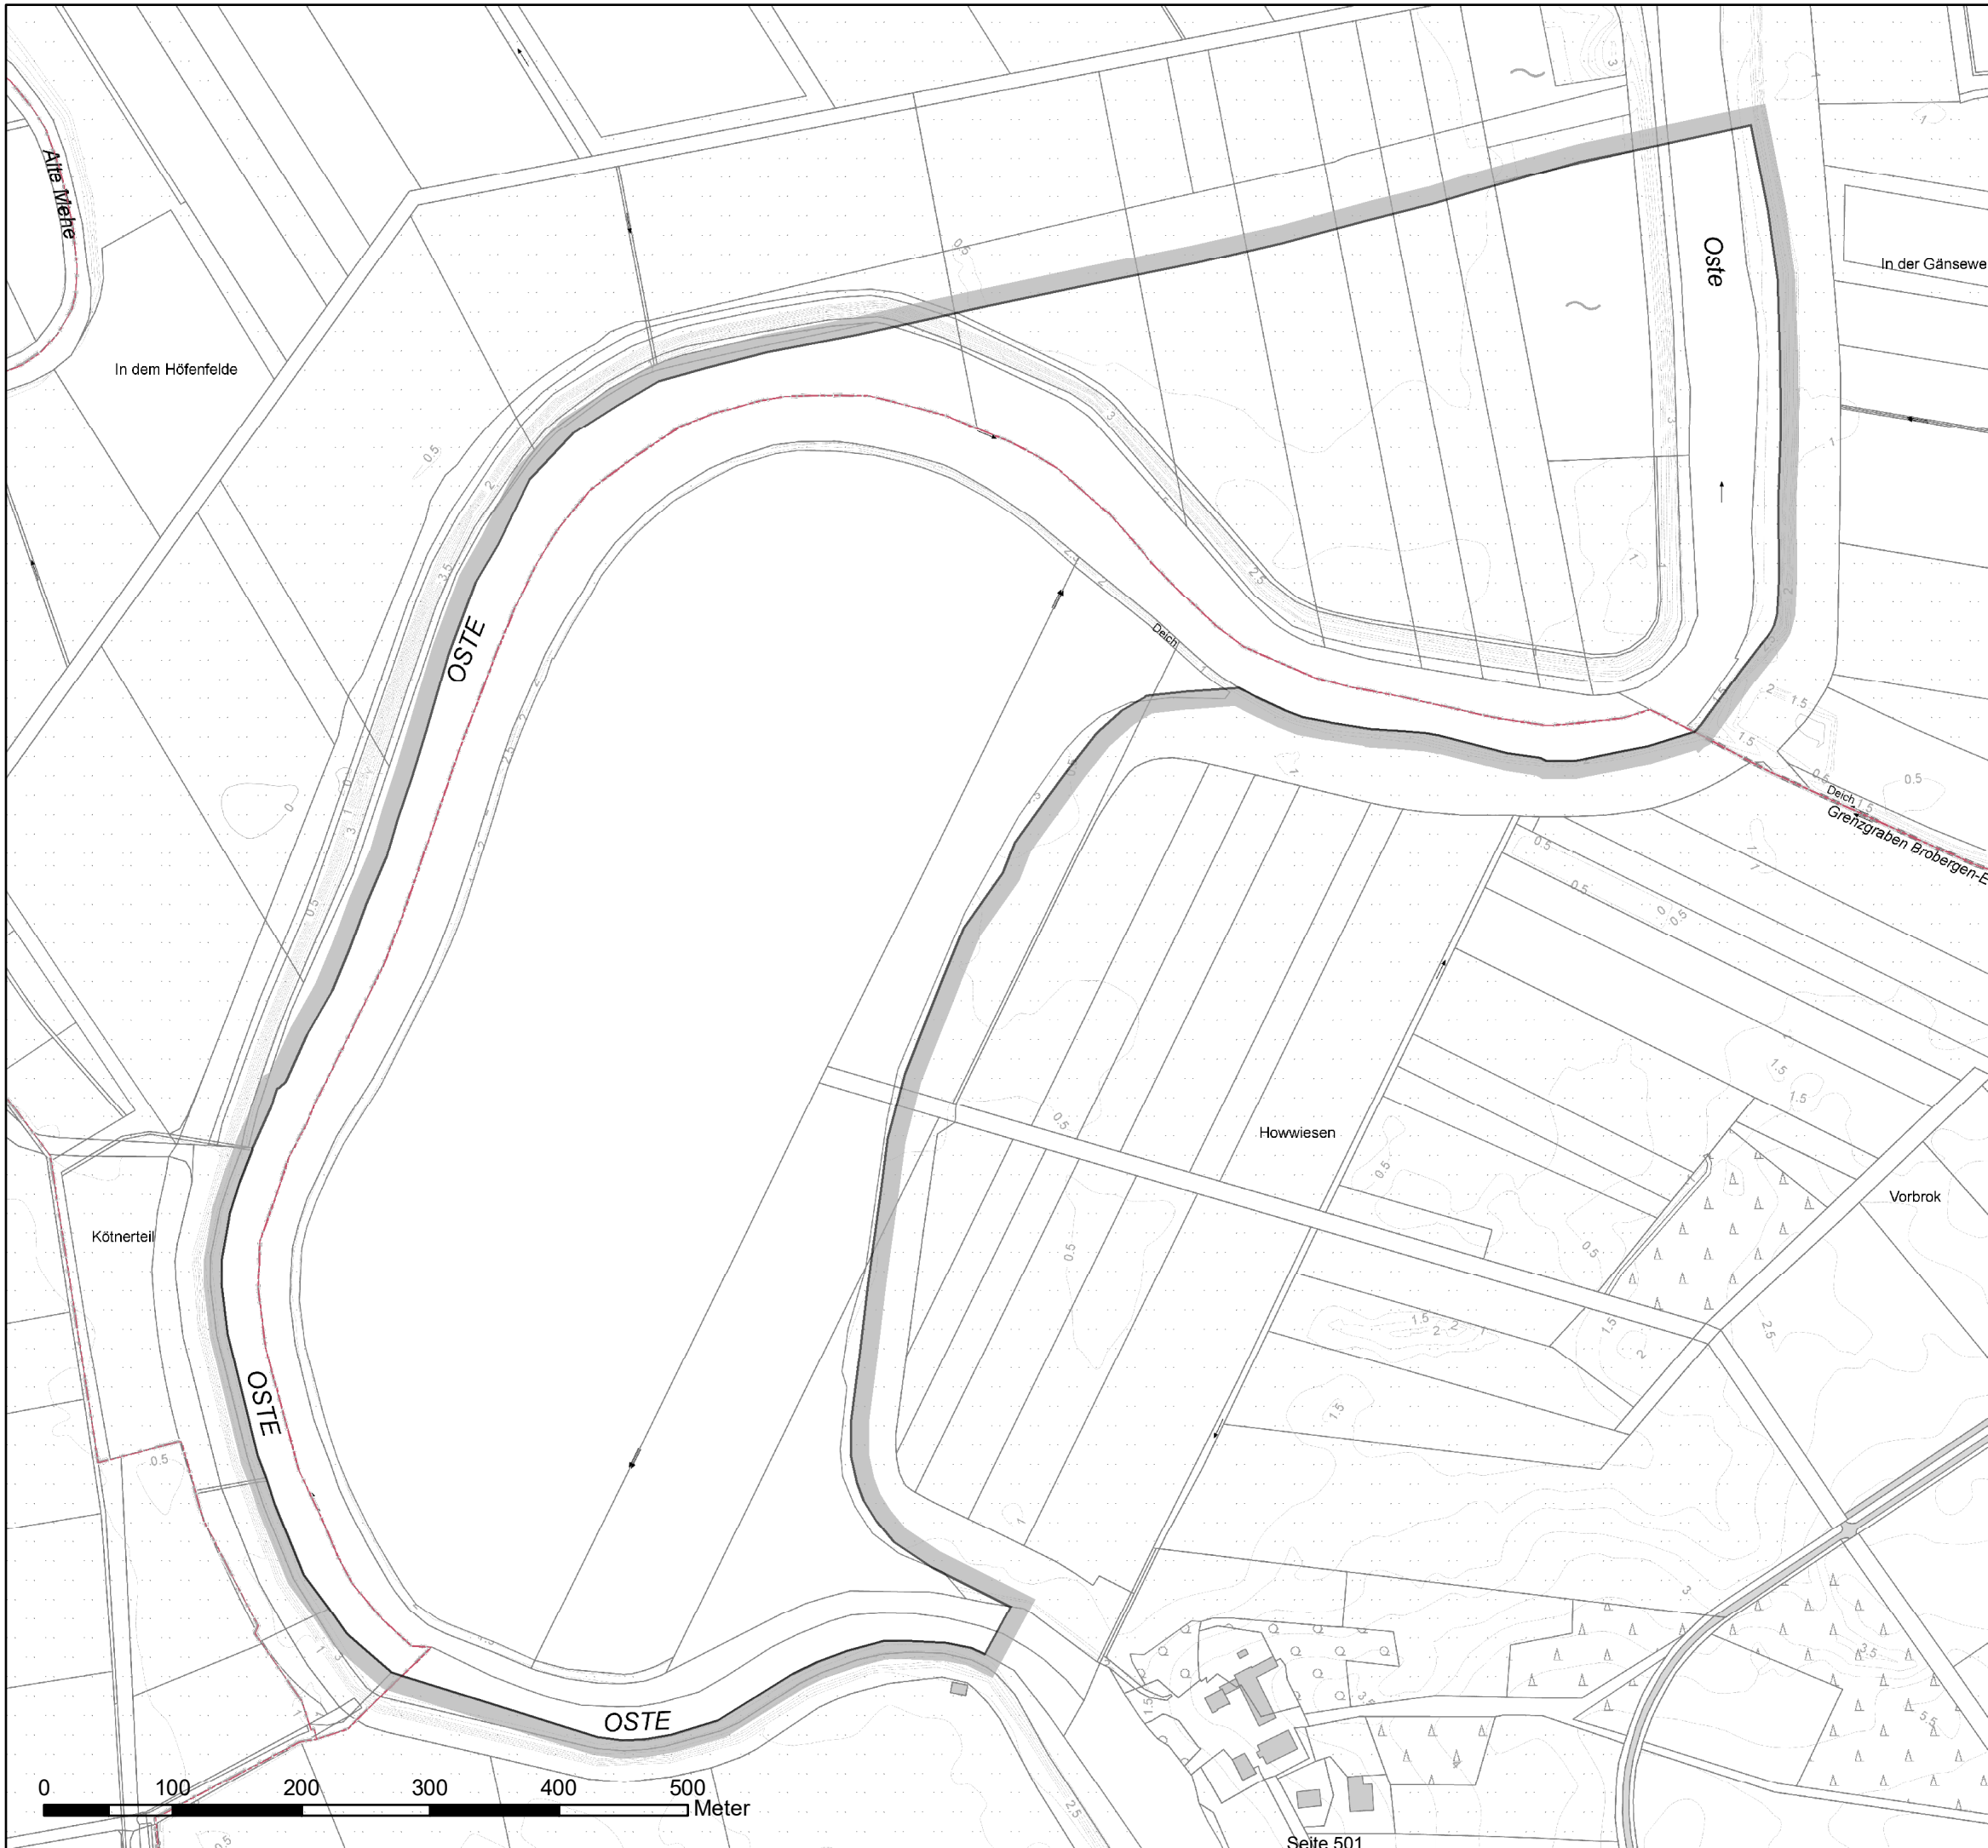 Alte Mehe
In dem Höfenfelde
Oste
In der Gänsewe
OSTE
Deich
Deich
Grenzgraben Brobergen-E
Howwiesen
Vorbrok
Kötnerteil
OSTE
OSTE
0 100 200 300 400 500
Meter
Seite 501